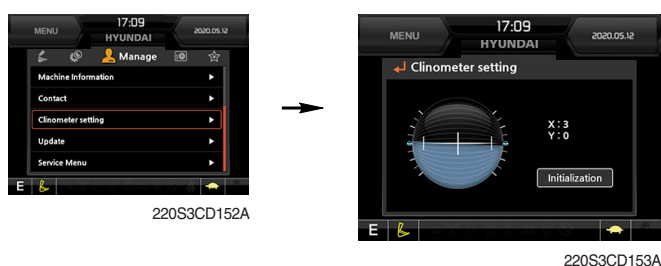 MENU
17:09
HYUNDAI
2020.05.12
Manage
Machine Information
Contact
Clinometer setting
Update
Service Menu
E
220S3CD152A
MENU
17:09
HYUNDAI
2020.05.12
Clinometer setting
X : 3
Y : 0
Initialization
E
220S3CD153A